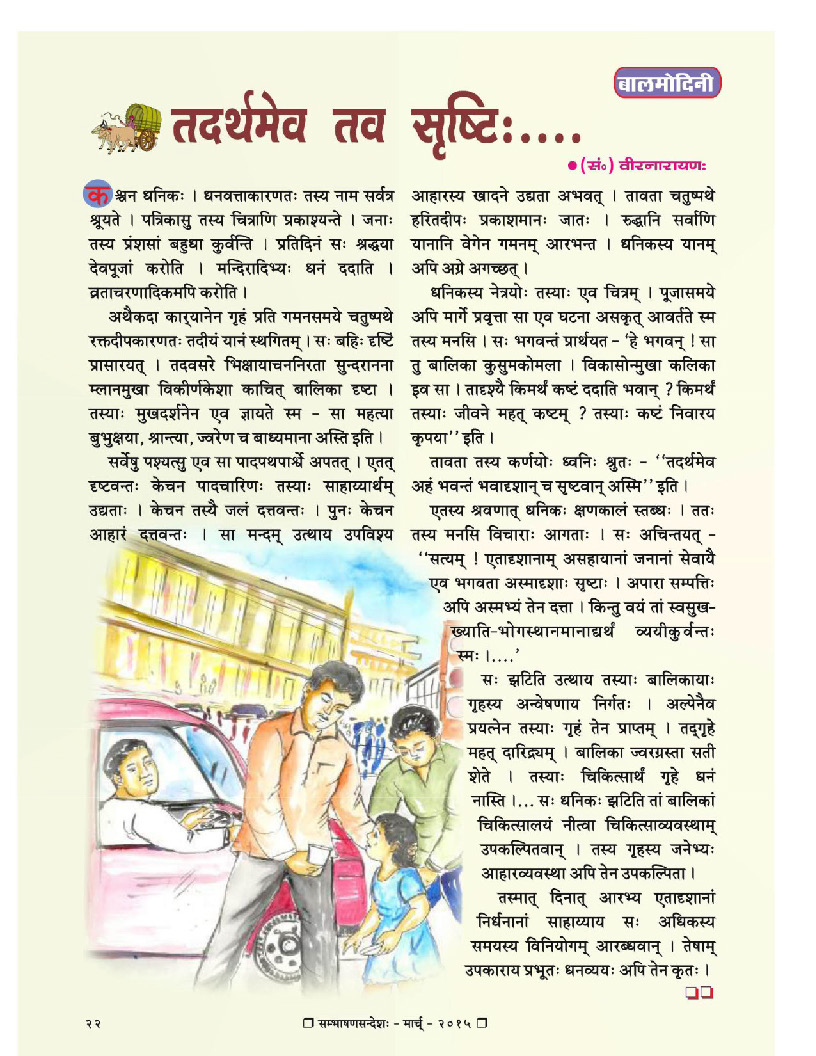 बालमोदिनी
तदर्थमेव तव सृष्टिः....
●(सं०) वीरनारायणः
कश्चन धनिकः । धनवत्ताकारणतः तस्य नाम सर्वत्र
श्रूयते । पत्रिकासु तस्य चित्राणि प्रकाश्यन्ते । जनाः
तस्य प्रंशसां बहुधा कुर्वन्ति । प्रतिदिनं सः श्रद्धया
देवपूजां करोति । मन्दिरादिभ्यः धनं ददाति ।
व्रताचरणादिकमपि करोति ।
अथैकदा कार्‌यानेन गृहं प्रति गमनसमये चतुष्पथे
रक्तदीपकारणतः तदीयं यानं स्थगितम् । सः बहिः दृष्टिं
प्रासारयत् । तदवसरे भिक्षायाचननिरता सुन्दरानना
म्लानमुखा विकीर्णकेशा काचित् बालिका दृष्टा ।
तस्याः मुखदर्शनेन एव ज्ञायते स्म – सा महत्या
बुभुक्षया, श्रान्त्या, ज्वरेण च बाध्यमाना अस्ति इति ।
सर्वेषु पश्यत्सु एव सा पादपथपार्श्वे अपतत् । एतत्
दृष्टवन्तः केचन पादचारिणः तस्याः साहाय्यार्थम्
उद्यताः । केचन तस्यै जलं दत्तवन्तः । पुनः केचन
आहारं दत्तवन्तः । सा मन्दम् उत्थाय उपविश्य
आहारस्य खादने उद्यता अभवत् । तावता चतुष्पथे
हरितदीपः प्रकाशमानः जातः । रुद्धानि सर्वाणि
यानानि वेगेन गमनम् आरभन्त । धनिकस्य यानम्
अपि अग्रे अगच्छत् ।
धनिकस्य नेत्रयोः तस्याः एव चित्रम् । पूजासमये
अपि मार्गे प्रवृत्ता सा एव घटना असकृत् आवर्तते स्म
तस्य मनसि । सः भगवन्तं प्रार्थयत – ‘हे भगवन् ! सा
तु बालिका कुसुमकोमला । विकासोन्मुखा कलिका
इव सा । तादृश्यै किमर्थं कष्टं ददाति भवान् ? किमर्थं
तस्याः जीवने महत् कष्टम् ? तस्याः कष्टं निवारय
कृपया’’ इति ।
तावता तस्य कर्णयोः ध्वनिः श्रुतः – ‘‘तदर्थमेव
अहं भवन्तं भवादृशान् च सृष्टवान् अस्मि’’ इति ।
एतस्य श्रवणात् धनिकः क्षणकालं स्तब्धः । ततः
तस्य मनसि विचाराः आगताः । सः अचिन्तयत् –
‘‘सत्यम् ! एतादृशानाम् असहायानां जनानां सेवायै
एव भगवता अस्मादृशाः सृष्टाः । अपारा सम्पत्तिः
अपि अस्मभ्यं तेन दत्ता । किन्तु वयं तां स्वसुख-
ख्याति-भोगस्थानमानाद्यर्थं व्ययीकुर्वन्तः
स्मः ।....’
सः झटिति उत्थाय तस्याः बालिकायाः
गृहस्य अन्वेषणाय निर्गतः । अल्पेनैव
प्रयत्नेन तस्याः गृहं तेन प्राप्तम् । तद्गृहे
महत् दारिद्र्यम् । बालिका ज्वरग्रस्ता सती
शेते । तस्याः चिकित्सार्थं गृहे धनं
नास्ति ।... सः धनिकः झटिति तां बालिकां
चिकित्सालयं नीत्वा चिकित्साव्यवस्थाम्
उपकल्पितवान् । तस्य गृहस्य जनेभ्यः
आहारव्यवस्था अपि तेन उपकल्पिता ।
तस्मात् दिनात् आरभ्य एतादृशानां
निर्धनानां साहाय्याय सः अधिकस्य
समयस्य विनियोगम् आरब्धवान् । तेषाम्
उपकाराय प्रभूतः धनव्ययः अपि तेन कृतः ।
२२
❐ सम्भाषणसन्देशः – मार्च् – २०१५ ❐